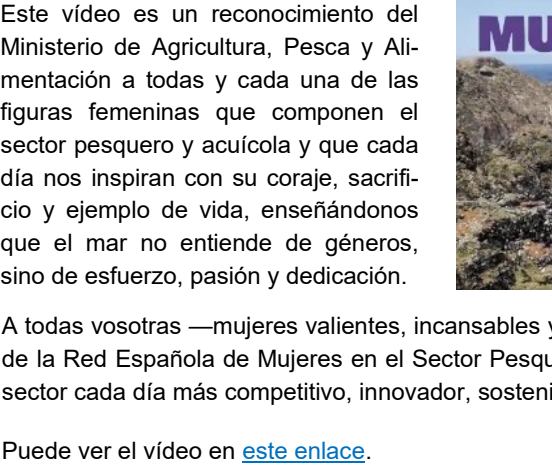 Este vídeo es un reconocimiento del
Ministerio de Agricultura, Pesca y Ali-
mentación a todas y cada una de las
figuras femeninas que componen el
sector pesquero y acuícola y que cada
día nos inspiran con su coraje, sacrifi-
cio y ejemplo de vida, enseñándonos
que el mar no entiende de géneros,
sino de esfuerzo, pasión y dedicación.
MU
A todas vosotras —mujeres valientes, incansables y
de la Red Española de Mujeres en el Sector Pesqu
sector cada día más competitivo, innovador, sosteni
Puede ver el vídeo en este enlace.